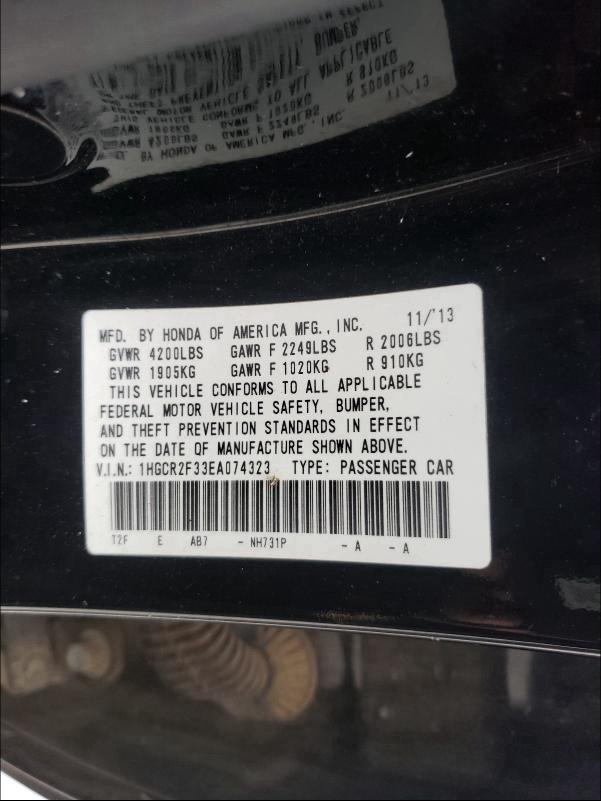 MFD. BY HONDA OF AMERICA MFG., INC. 11/'13
GVWR 4200LBS GAWR F 2249LBS R 2006LBS
GVWR 1905KG GAWR F 1020KG R 910KG
THIS VEHICLE CONFORMS TO ALL APPLICABLE
FEDERAL MOTOR VEHICLE SAFETY, BUMPER,
AND THEFT PREVENTION STANDARDS IN EFFECT
ON THE DATE OF MANUFACTURE SHOWN ABOVE.
V.I.N.: 1HGCR2F33EA074323 TYPE: PASSENGER CAR
T2F E AB7 - NH731P - A - A